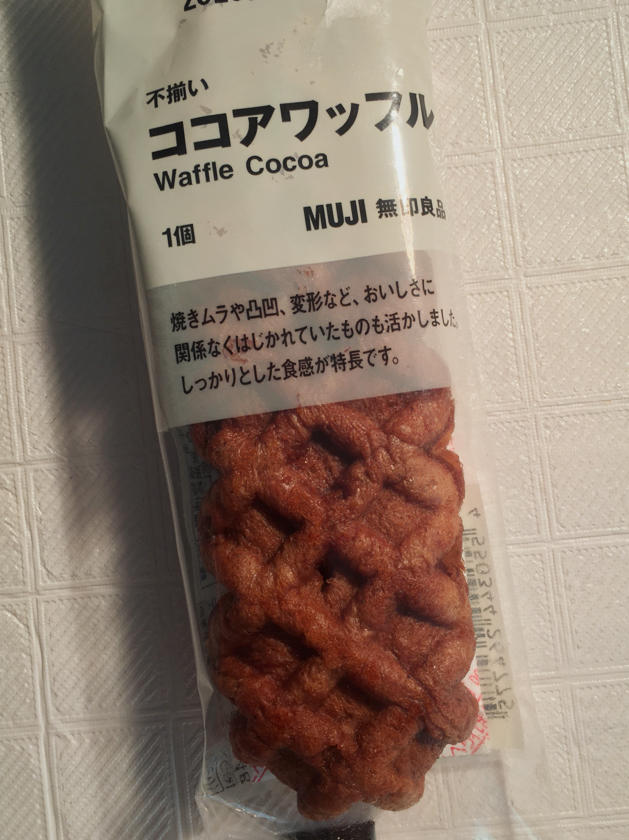 不揃い
ココアワッフル
Waffle Cocoa
MUJI 無印良品
1個
焼きムラや凸凹、変形など、おいしさに
関係なくはじかれていたものも活かしました。
しっかりとした食感が特長です。
4 550344 294225